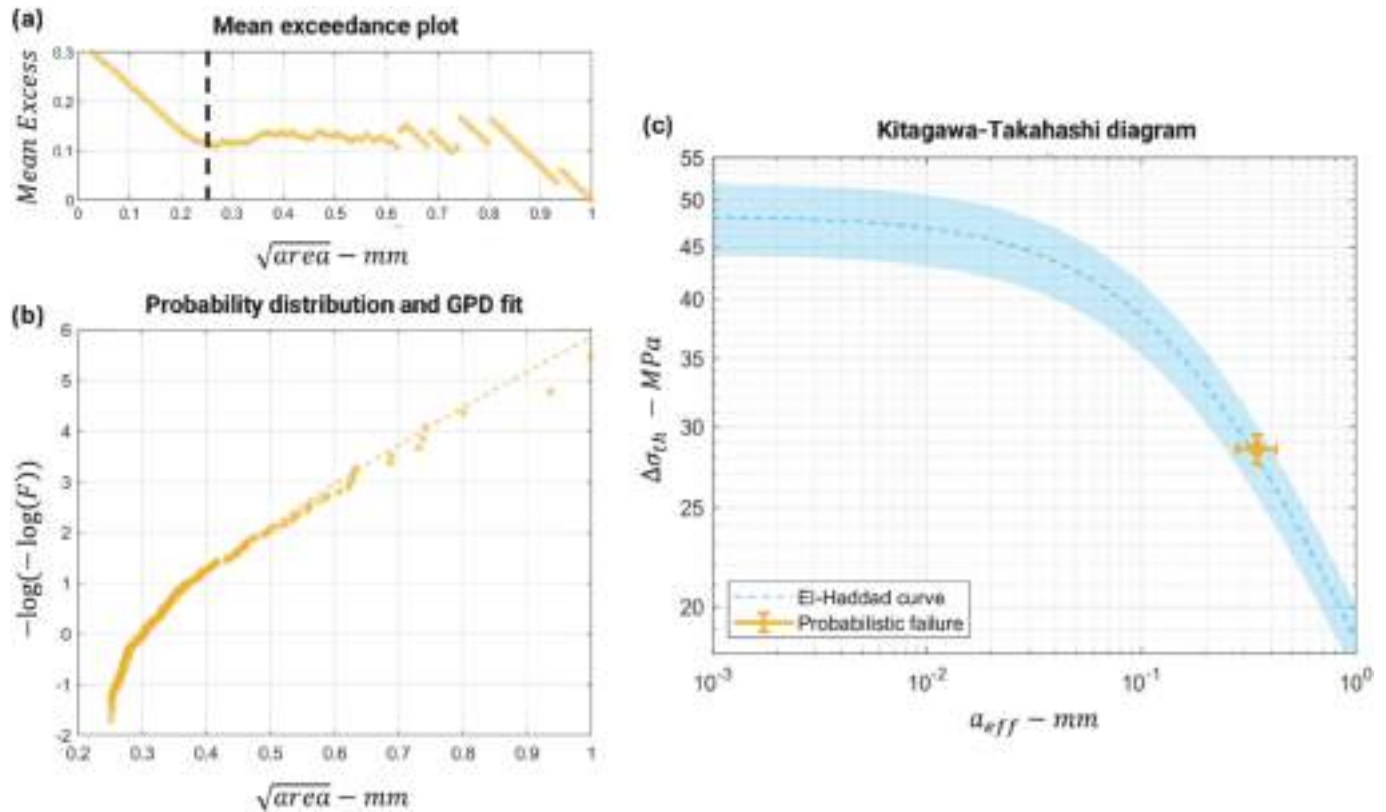 (a)
Mean exceedance plot
Mean Excess
0.3
0.2
0.1
0
0 0.1 0.2 0.3 0.4 0.5 0.6 0.7 0.8 0.9 1
√area − mm
(b)
Probability distribution and GPD fit
−log(−log(F))
6
5
4
3
2
1
0
-1
-2
0.2 0.3 0.4 0.5 0.6 0.7 0.8 0.9 1
√area − mm
(c)
Kitagawa-Takahashi diagram
Δσth − MPa
55
50
45
40
35
30
25
20
El-Haddad curve
Probabilistic failure
10⁻³ 10⁻² 10⁻¹ 10⁰
aeff − mm